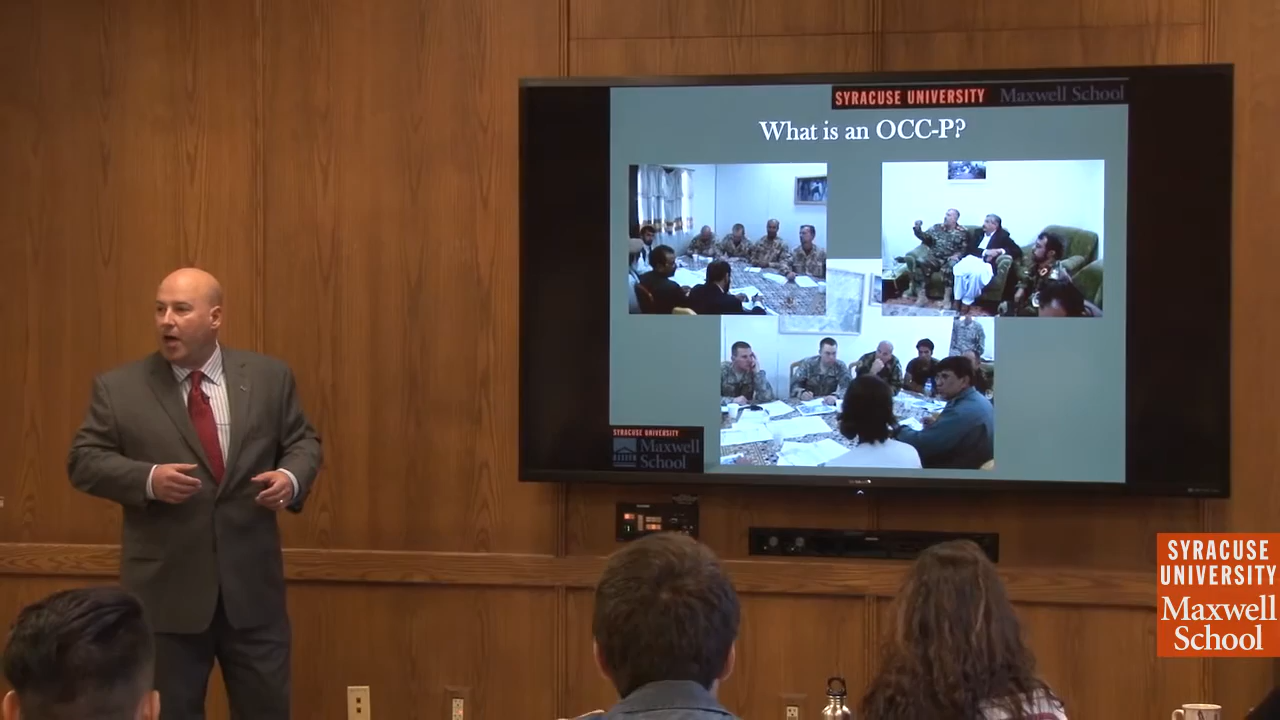 SYRACUSE UNIVERSITY Maxwell School
What is an OCC-P?
SYRACUSE UNIVERSITY
Maxwell
School
SYRACUSE
UNIVERSITY
Maxwell
School